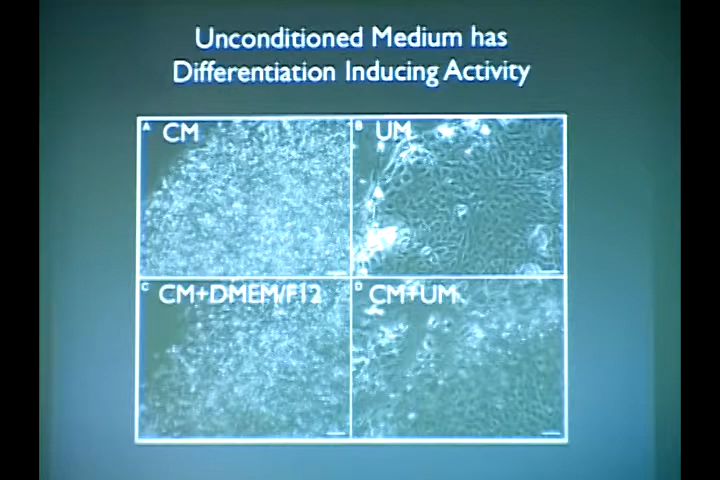 Unconditioned Medium has
Differentiation Inducing Activity
A CM
B UM
C CM+DMEM/F12
D CM+UM